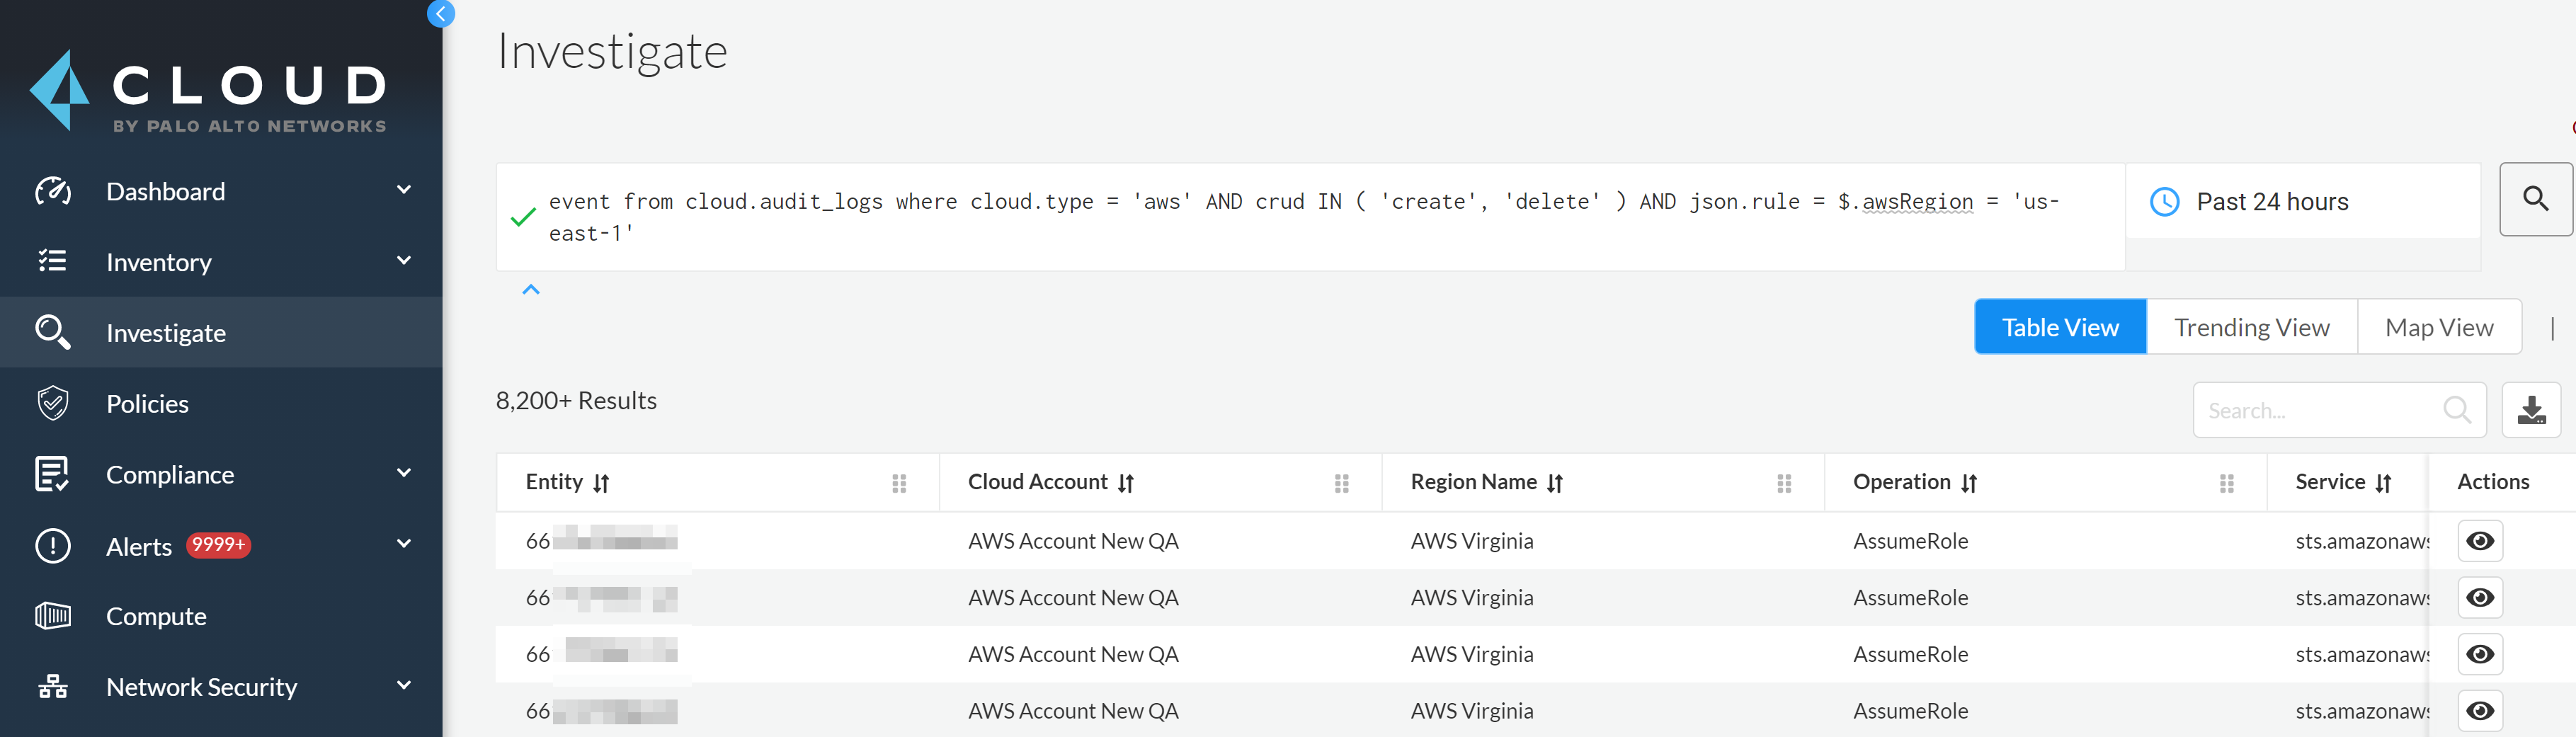 CLOUD
BY PALO ALTO NETWORKS
Dashboard
Inventory
Investigate
Policies
Compliance
Alerts 9999+
Compute
Network Security
Investigate
event from cloud.audit_logs where cloud.type = 'aws' AND crud IN ( 'create', 'delete' ) AND json.rule = $.awsRegion = 'us-
east-1'
Past 24 hours
Table View Trending View Map View
8,200+ Results
Search...
Entity Cloud Account Region Name Operation Service Actions
66 AWS Account New QA AWS Virginia AssumeRole sts.amazonaws
66 AWS Account New QA AWS Virginia AssumeRole sts.amazonaws
66 AWS Account New QA AWS Virginia AssumeRole sts.amazonaws
66 AWS Account New QA AWS Virginia AssumeRole sts.amazonaws